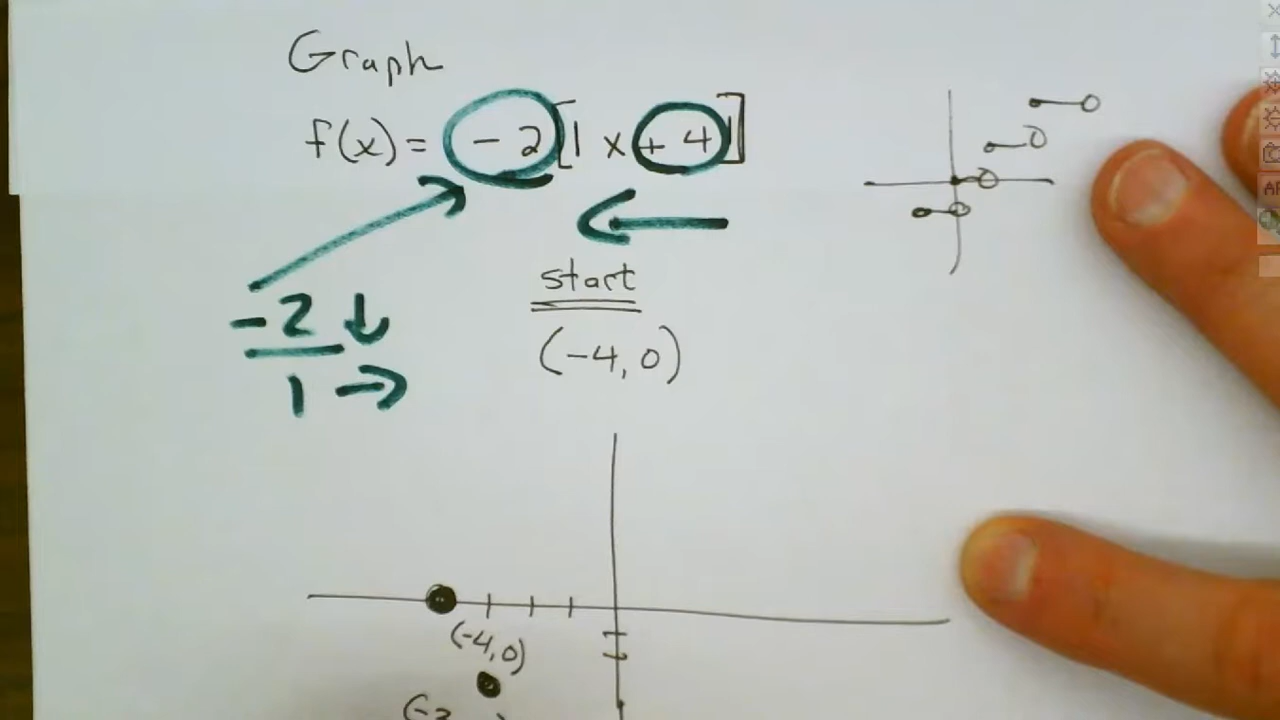 Graph
f(x) = -2[1x+4]
start
-2↓
(-4,0)
1→
(-4,0)